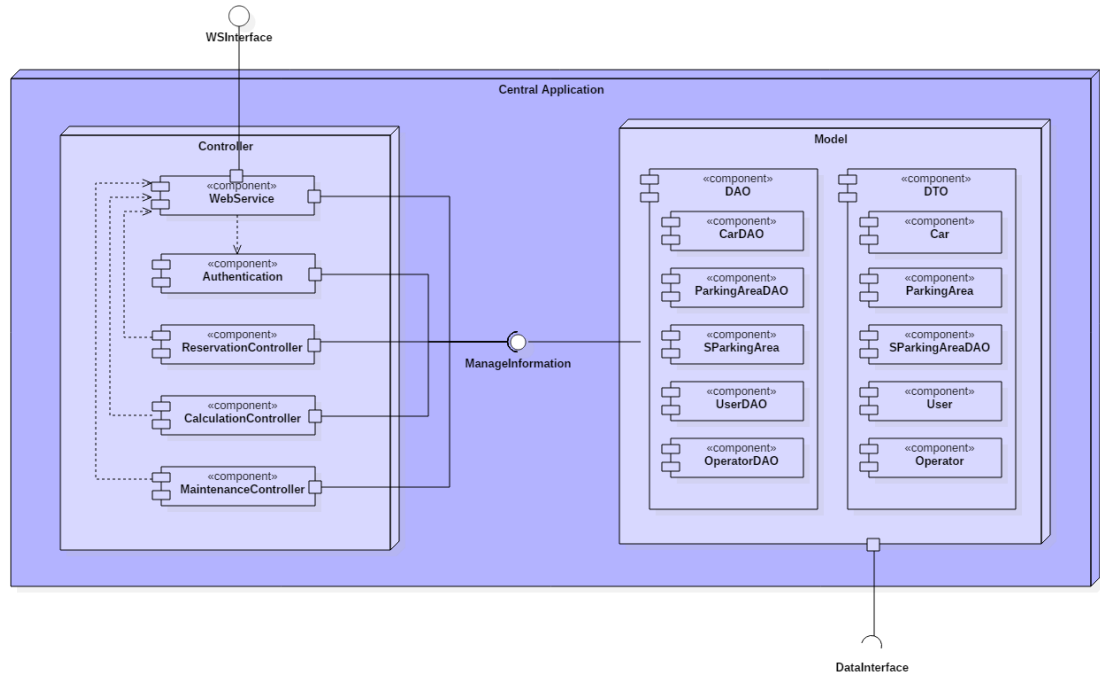 WSInterface
Central Application
Controller
«component»
WebService
«component»
Authentication
«component»
ReservationController
«component»
CalculationController
«component»
MaintenanceController
ManageInformation
Model
«component»
DAO
«component»
CarDAO
«component»
ParkingAreaDAO
«component»
SParkingArea
«component»
UserDAO
«component»
OperatorDAO
«component»
DTO
«component»
Car
«component»
ParkingArea
«component»
SParkingAreaDAO
«component»
User
«component»
Operator
DataInterface